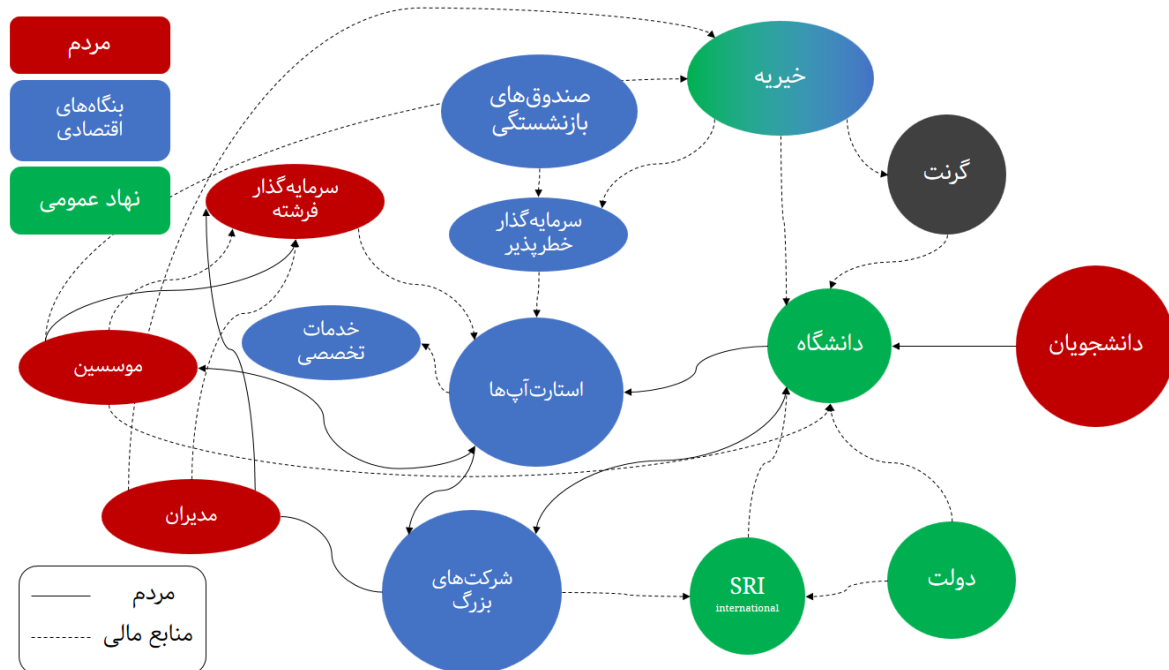 مردم
بنگاه‌های
اقتصادی
نهاد عمومی
خیریه
صندوق‌های
بازنشستگی
گرنت
سرمایه‌گذار
فرشته
سرمایه‌گذار
خطرپذیر
دانشجویان
دانشگاه
خدمات
تخصصی
استارت‌آپ‌ها
موسسین
مدیران
شرکت‌های
بزرگ
SRI
international
دولت
مردم
منابع مالی